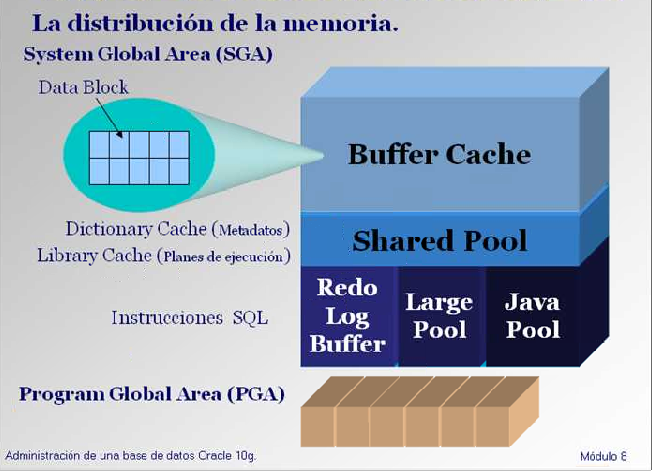 La distribución de la memoria.
System Global Area (SGA)
Data Block
Buffer Cache
Dictionary Cache (Metadatos)
Library Cache (Planes de ejecución)
Shared Pool
Instrucciones SQL
Redo
Log
Buffer
Large
Pool
Java
Pool
Program Global Area (PGA)
Administración de una base de datos Oracle 10g.
Módulo 6